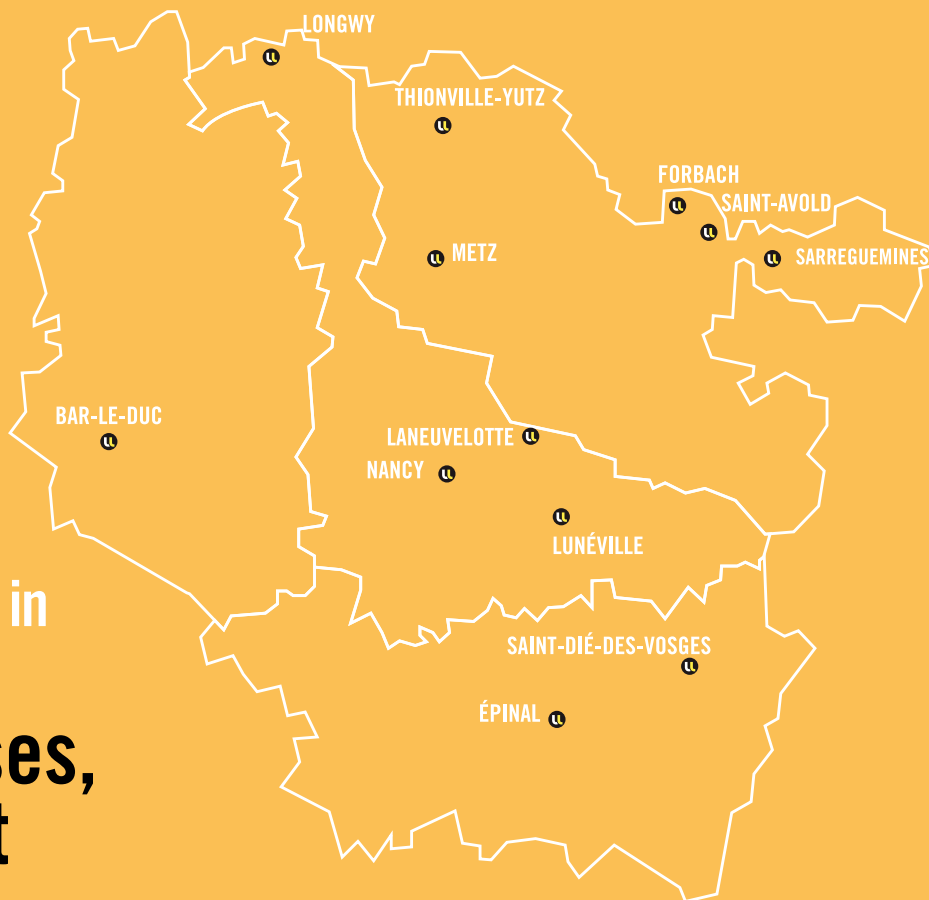 LONGWY
THIONVILLE-YUTZ
FORBACH
SAINT-AVOLD
METZ
SARREGUEMINES
BAR-LE-DUC
LANEUVELOTTE
NANCY
LUNÉVILLE
in
SAINT-DIÉ-DES-VOSGES
ÉPINAL
ses,
t